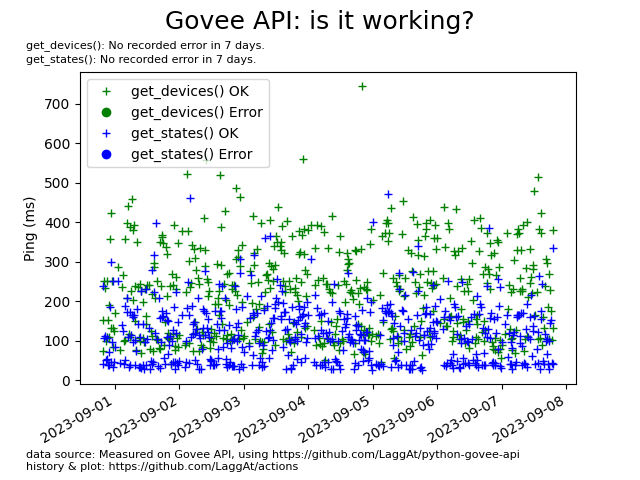 Govee API: is it working?
get_devices(): No recorded error in 7 days.
get_states(): No recorded error in 7 days.
get_devices() OK
get_devices() Error
get_states() OK
get_states() Error
Ping (ms)
700
600
500
400
300
200
100
0
2023-09-01
2023-09-02
2023-09-03
2023-09-04
2023-09-05
2023-09-06
2023-09-07
2023-09-08
data source: Measured on Govee API, using https://github.com/LaggAt/python-govee-api
history & plot: https://github.com/LaggAt/actions